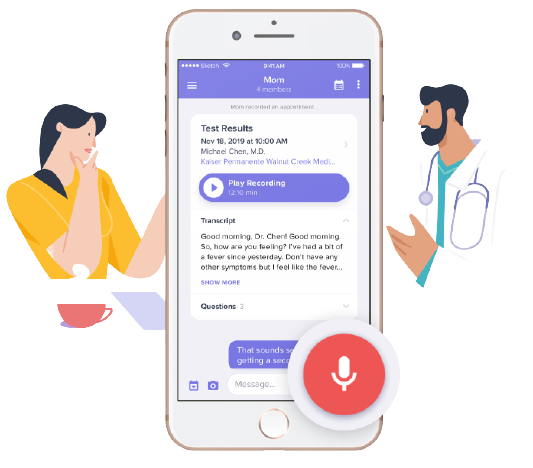 Sketch 9:41 AM 100%
Mom
4 members
Mom recorded an appointment
Test Results
Nov 18, 2019 at 10:00 AM
Michael Chen, M.D.
Kaiser Permanente Walnut Creek Medi...
Play Recording
12:10 min
Transcript
Good morning, Dr. Chen! Good morning.
So, how are you feeling? I've had a bit of
a fever since yesterday. Don't have any
other symptoms but I feel like the fever...
SHOW MORE
Questions 3
That sounds
getting a
Message...